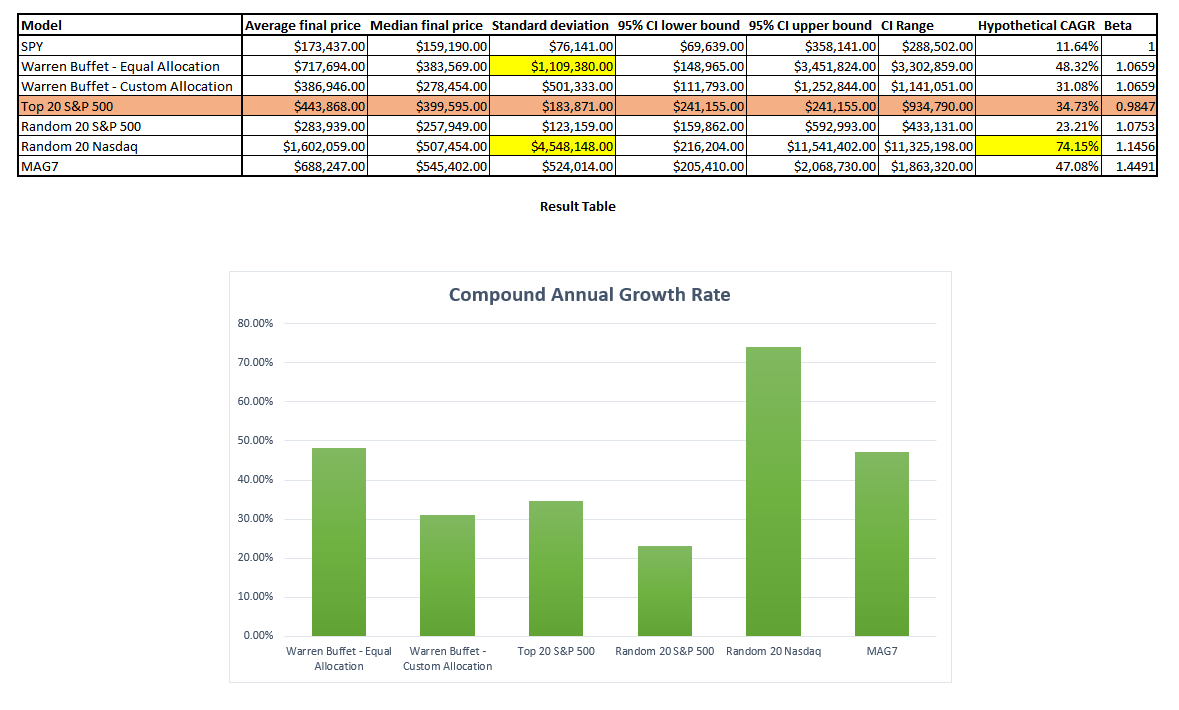 Model Average final price Median final price Standard deviation 95% CI lower bound 95% CI upper bound CI Range Hypothetical CAGR Beta
SPY $173,437.00 $159,190.00 $76,141.00 $69,639.00 $358,141.00 $288,502.00 11.64% 1
Warren Buffet - Equal Allocation $717,694.00 $383,569.00 $1,109,380.00 $148,965.00 $3,451,824.00 $3,302,859.00 48.32% 1.0659
Warren Buffet - Custom Allocation $386,946.00 $278,454.00 $501,333.00 $111,793.00 $1,252,844.00 $1,141,051.00 31.08% 1.0659
Top 20 S&P 500 $443,868.00 $399,595.00 $183,871.00 $241,155.00 $241,155.00 $934,790.00 34.73% 0.9847
Random 20 S&P 500 $283,939.00 $257,949.00 $123,159.00 $159,862.00 $592,993.00 $433,131.00 23.21% 1.0753
Random 20 Nasdaq $1,602,059.00 $507,454.00 $4,548,148.00 $216,204.00 $11,541,402.00 $11,325,198.00 74.15% 1.1456
MAG7 $688,247.00 $545,402.00 $524,014.00 $205,410.00 $2,068,730.00 $1,863,320.00 47.08% 1.4491
Result Table
Compound Annual Growth Rate
80.00%
70.00%
60.00%
50.00%
40.00%
30.00%
20.00%
10.00%
0.00%
Warren Buffet - Equal Warren Buffet - Top 20 S&P 500 Random 20 S&P 500 Random 20 Nasdaq MAG7
Allocation Custom Allocation